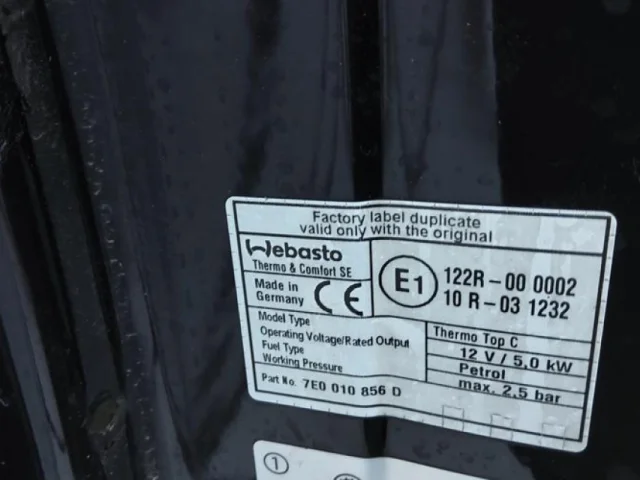 Factory label duplicate
valid only with the original
Webasto
Thermo & Comfort SE
Made in
Germany
CE
E1
122R - 00 0002
10 R - 03 1232
Model Type
Thermo Top C
Operating Voltage/Rated Output
12 V / 5,0 kW
Fuel Type
Petrol
Working Pressure
max. 2,5 bar
Part No. 7E0 010 856 D
1